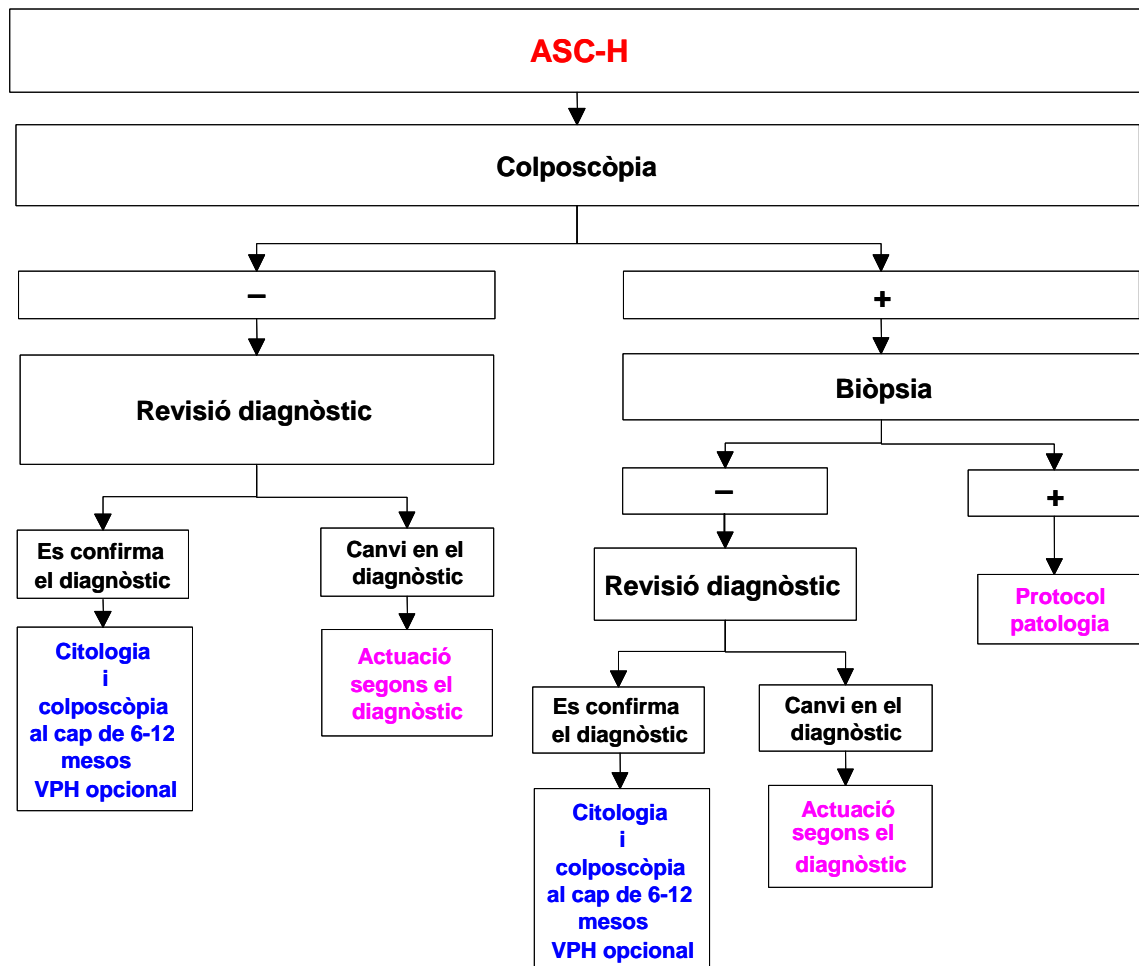 ASC-H
Colposcòpia
–
+
Revisió diagnòstic
Biòpsia
–
+
Es confirma
el diagnòstic
Canvi en el
diagnòstic
Revisió diagnòstic
Protocol
patologia
Citologia
i
colposcòpia
al cap de 6-12
mesos
VPH opcional
Actuació
segons el
diagnòstic
Es confirma
el diagnòstic
Canvi en el
diagnòstic
Citologia
i
colposcòpia
al cap de 6-12
mesos
VPH opcional
Actuació
segons el
diagnòstic